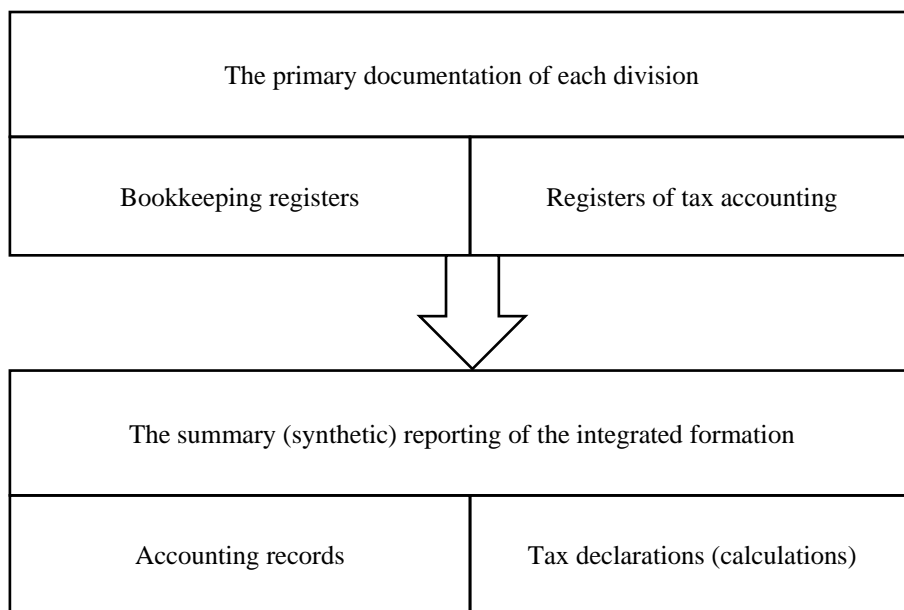 The primary documentation of each division
Bookkeeping registers
Registers of tax accounting
The summary (synthetic) reporting of the integrated formation
Accounting records
Tax declarations (calculations)